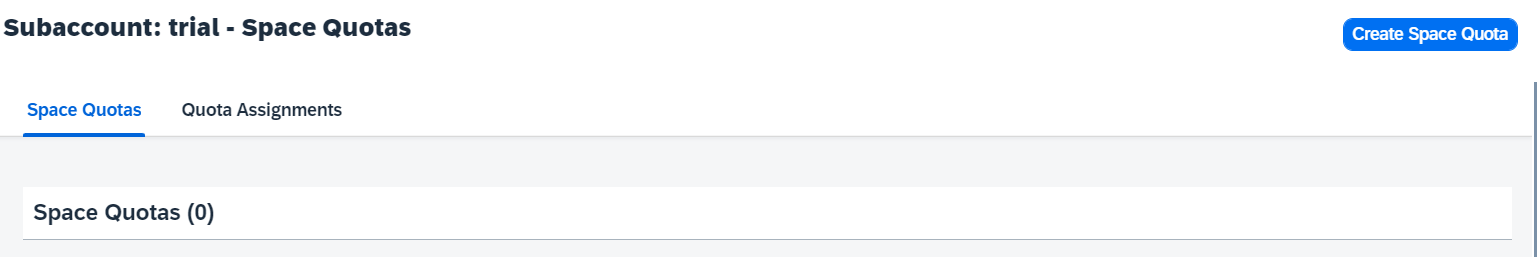 Subaccount: trial - Space Quotas
Create Space Quota
Space Quotas
Quota Assignments
Space Quotas (0)